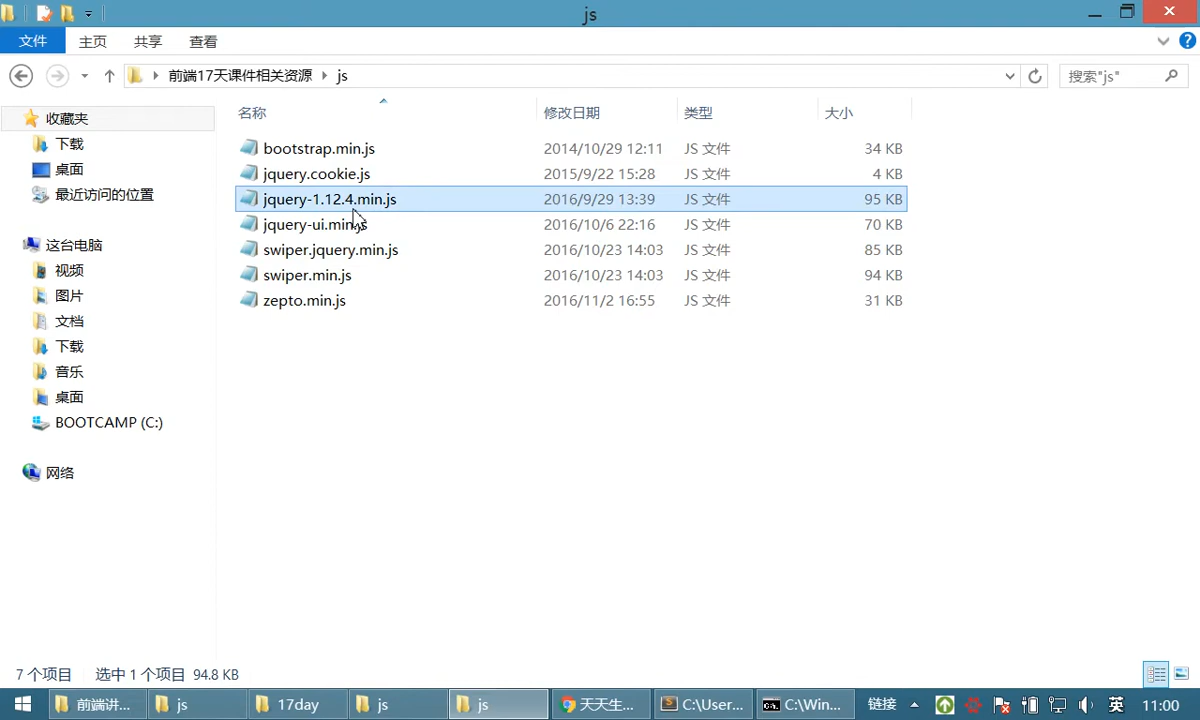 js
文件 主页 共享 查看
前端17天课件相关资源 js 搜索"js"
名称 修改日期 类型 大小
收藏夹
下载
桌面
最近访问的位置
这台电脑
视频
图片
文档
下载
音乐
桌面
BOOTCAMP (C:)
网络
bootstrap.min.js 2014/10/29 12:11 JS 文件 34 KB
jquery.cookie.js 2015/9/22 15:28 JS 文件 4 KB
jquery-1.12.4.min.js 2016/9/29 13:39 JS 文件 95 KB
jquery-ui.min.js 2016/10/6 22:16 JS 文件 70 KB
swiper.jquery.min.js 2016/10/23 14:03 JS 文件 85 KB
swiper.min.js 2016/10/23 14:03 JS 文件 94 KB
zepto.min.js 2016/11/2 16:55 JS 文件 31 KB
7 个项目 选中 1 个项目 94.8 KB
前端讲... js 17day js js 天天生... C:\User... C:\Win... 链接 英 11:00